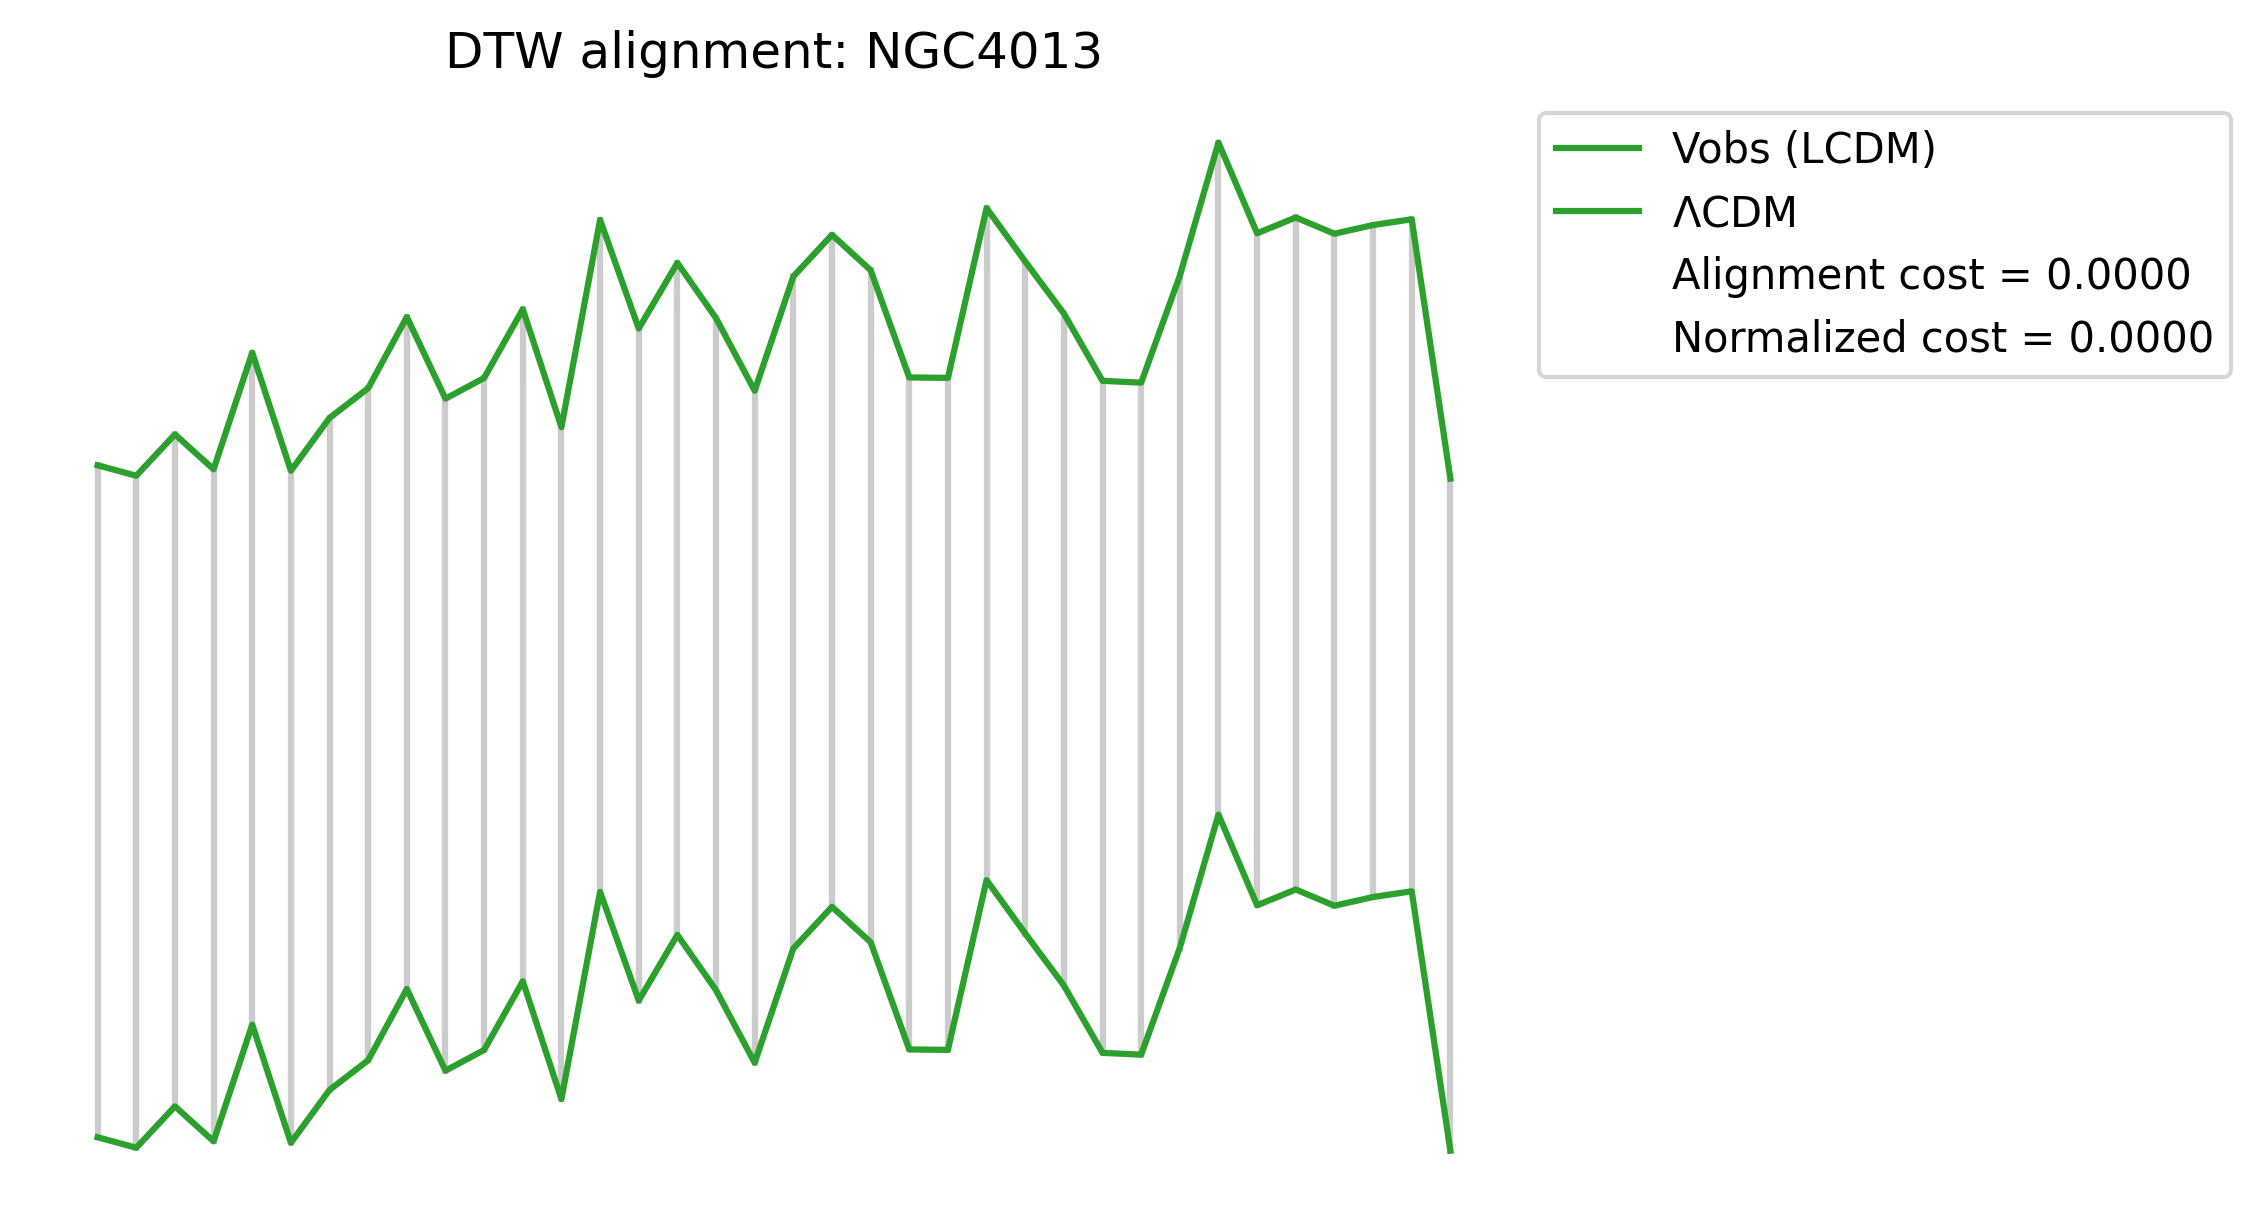 DTW alignment: NGC4013
Vobs (LCDM)
ΛCDM
Alignment cost = 0.0000
Normalized cost = 0.0000